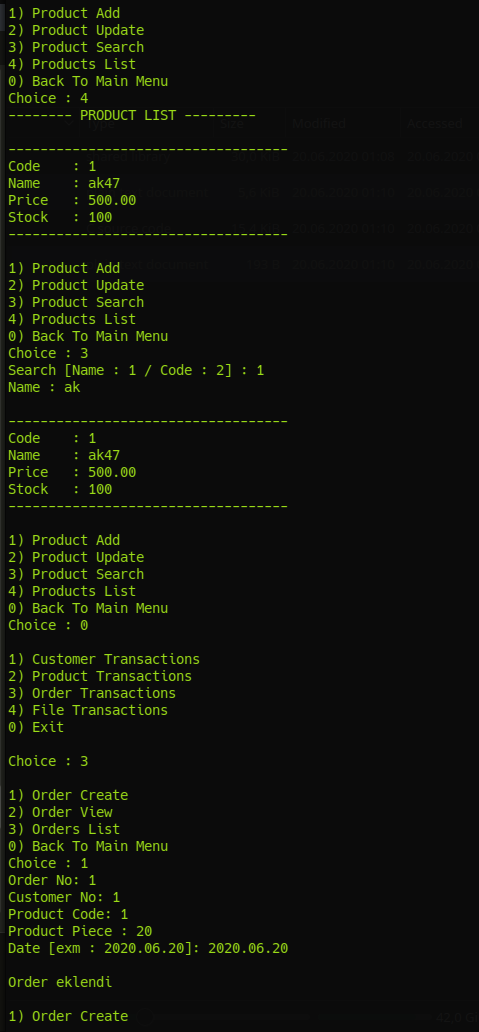 1) Product Add
2) Product Update
3) Product Search
4) Products List
0) Back To Main Menu
Choice : 4
-------- PRODUCT LIST ---------
-----------------------------------
Code    : 1
Name    : ak47
Price   : 500.00
Stock   : 100
-----------------------------------
1) Product Add
2) Product Update
3) Product Search
4) Products List
0) Back To Main Menu
Choice : 3
Search [Name : 1 / Code : 2] : 1
Name : ak
-----------------------------------
Code    : 1
Name    : ak47
Price   : 500.00
Stock   : 100
-----------------------------------
1) Product Add
2) Product Update
3) Product Search
4) Products List
0) Back To Main Menu
Choice : 0
1) Customer Transactions
2) Product Transactions
3) Order Transactions
4) File Transactions
0) Exit
Choice : 3
1) Order Create
2) Order View
3) Orders List
0) Back To Main Menu
Choice : 1
Order No: 1
Customer No: 1
Product Code: 1
Product Piece : 20
Date [exm : 2020.06.20]: 2020.06.20
Order eklendi
1) Order Create